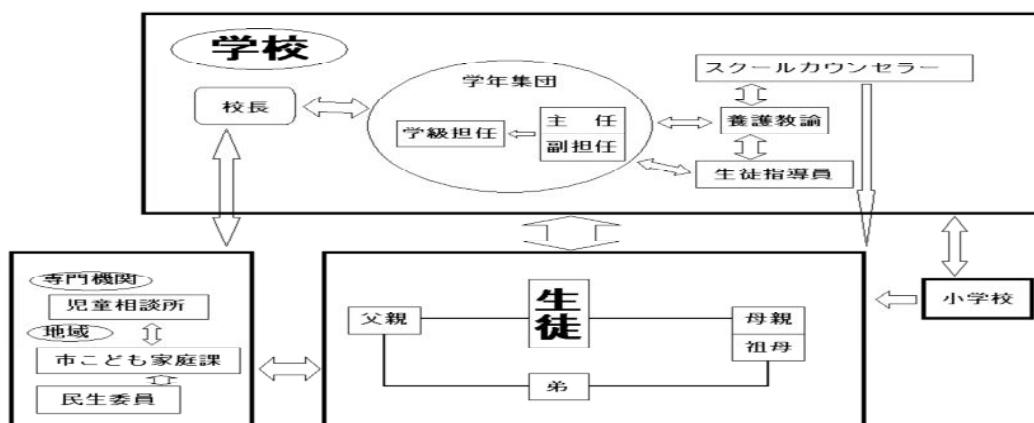 学校
スクールカウンセラー
学年集団
校長
学級担任
主　任
副担任
養護教諭
生徒指導員
専門機関
児童相談所
地域
市こども家庭課
民生委員
生徒
父親
母親
祖母
弟
小学校